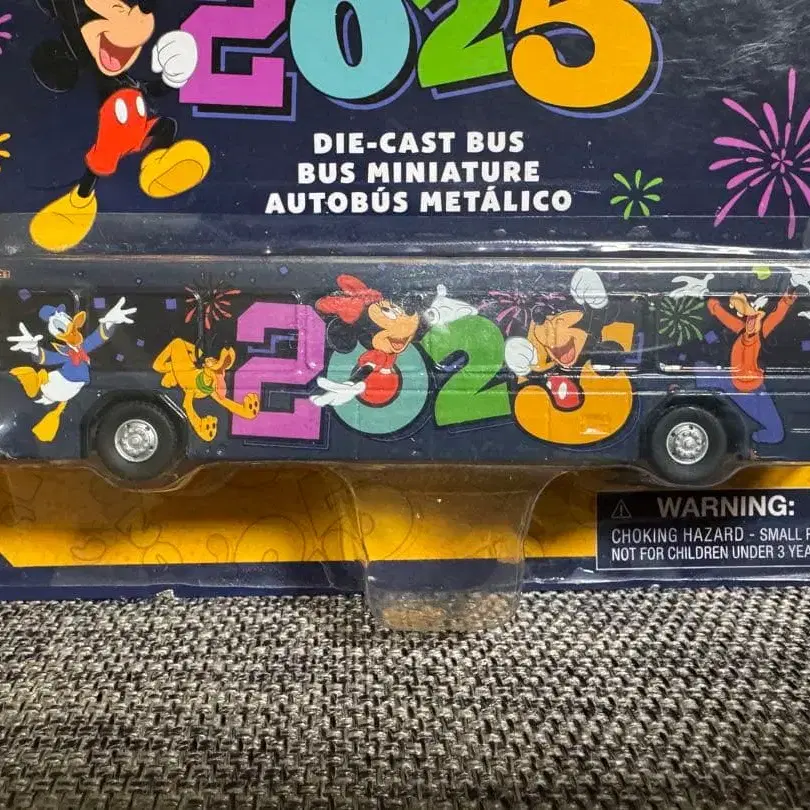 2025
DIE-CAST BUS
BUS MINIATURE
AUTOBÚS METÁLICO
2025
WARNING:
CHOKING HAZARD - SMALL
NOT FOR CHILDREN UNDER 3